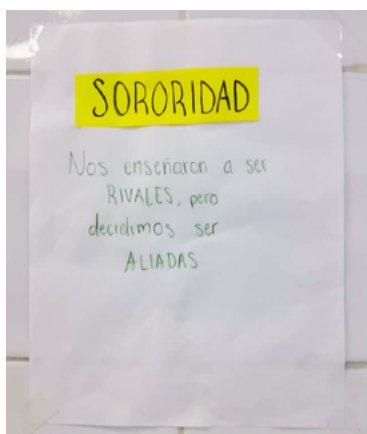 SORORIDAD
Nos enseñaron a ser
RIVALES, pero
decidimos ser
ALIADAS